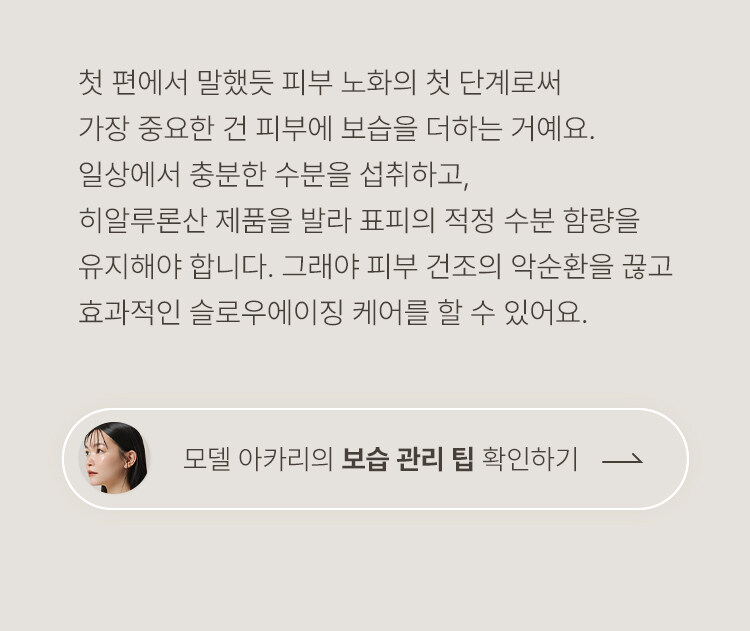 첫 편에서 말했듯 피부 노화의 첫 단계로써
가장 중요한 건 피부에 보습을 더하는 거예요.
일상에서 충분한 수분을 섭취하고,
히알루론산 제품을 발라 표피의 적정 수분 함량을
유지해야 합니다. 그래야 피부 건조의 악순환을 끊고
효과적인 슬로우에이징 케어를 할 수 있어요.
모델 아카리의 보습 관리 팁 확인하기